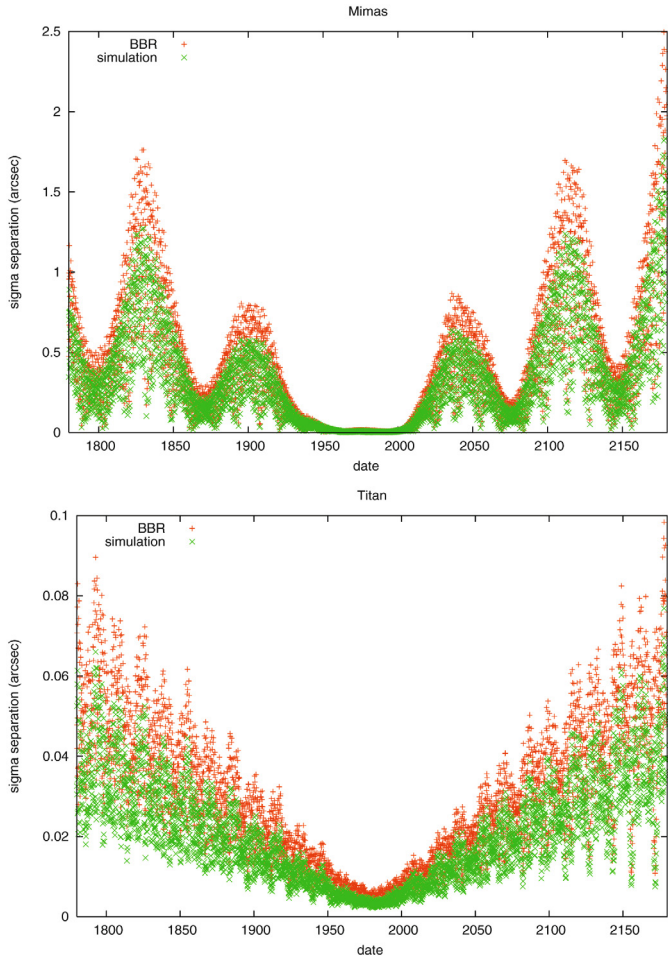 Mimas
2.5
BBR +
simulation ×
2
1.5
sigma separation (arcsec)
1
0.5
0
1800 1850 1900 1950 2000 2050 2100 2150
date
Titan
0.1
BBR +
simulation ×
0.08
0.06
sigma separation (arcsec)
0.04
0.02
0
1800 1850 1900 1950 2000 2050 2100 2150
date